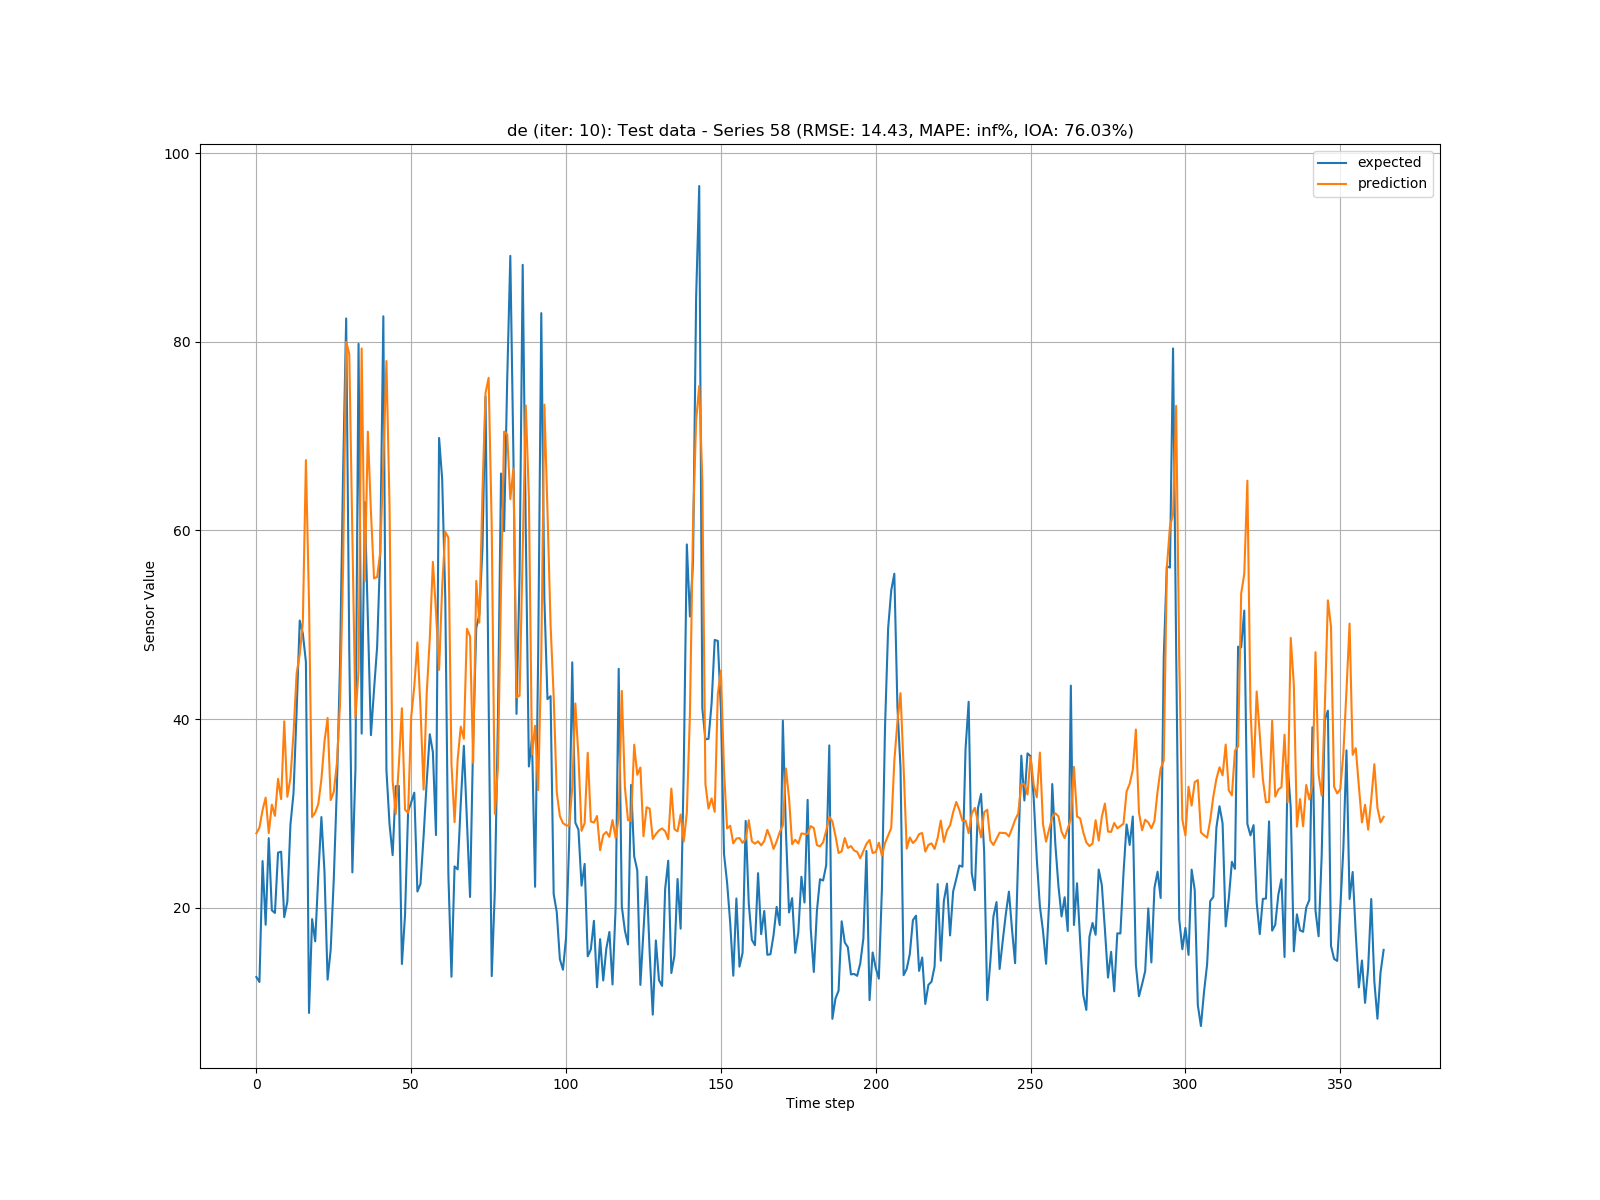 de (iter: 10): Test data - Series 58 (RMSE: 14.43, MAPE: inf%, IOA: 76.03%)
expected
prediction
100
80
60
40
20
Sensor Value
0 50 100 150 200 250 300 350
Time step